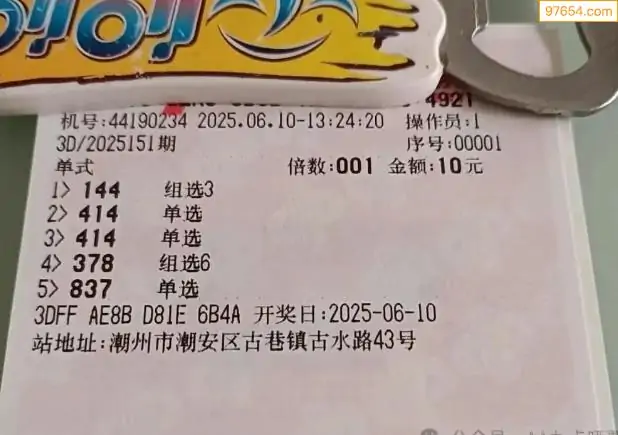 97654.com
4921
机号:44190234 2025.06.10-13:24:20 操作员:1
3D/2025151期 序号:00001
单式 倍数:001 金额:10元
1> 144 组选3
2> 414 单选
3> 414 单选
4> 378 组选6
5> 837 单选
3DFF AE8B D81E 6B4A 开奖日:2025-06-10
站地址:潮州市潮安区古巷镇古水路43号